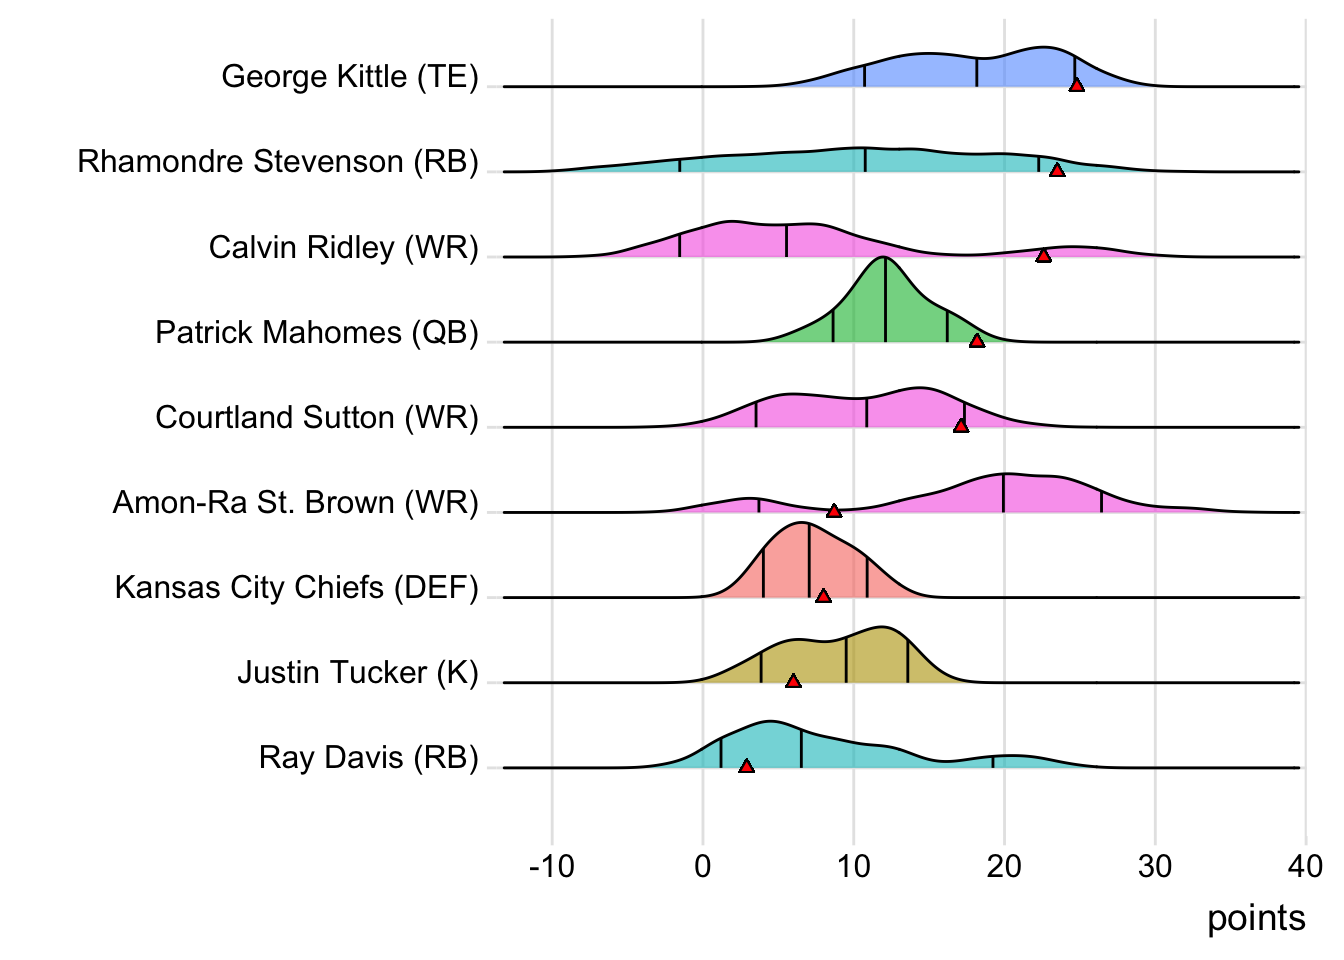 George Kittle (TE)
Rhamondre Stevenson (RB)
Calvin Ridley (WR)
Patrick Mahomes (QB)
Courtland Sutton (WR)
Amon-Ra St. Brown (WR)
Kansas City Chiefs (DEF)
Justin Tucker (K)
Ray Davis (RB)
-10 0 10 20 30 40
points